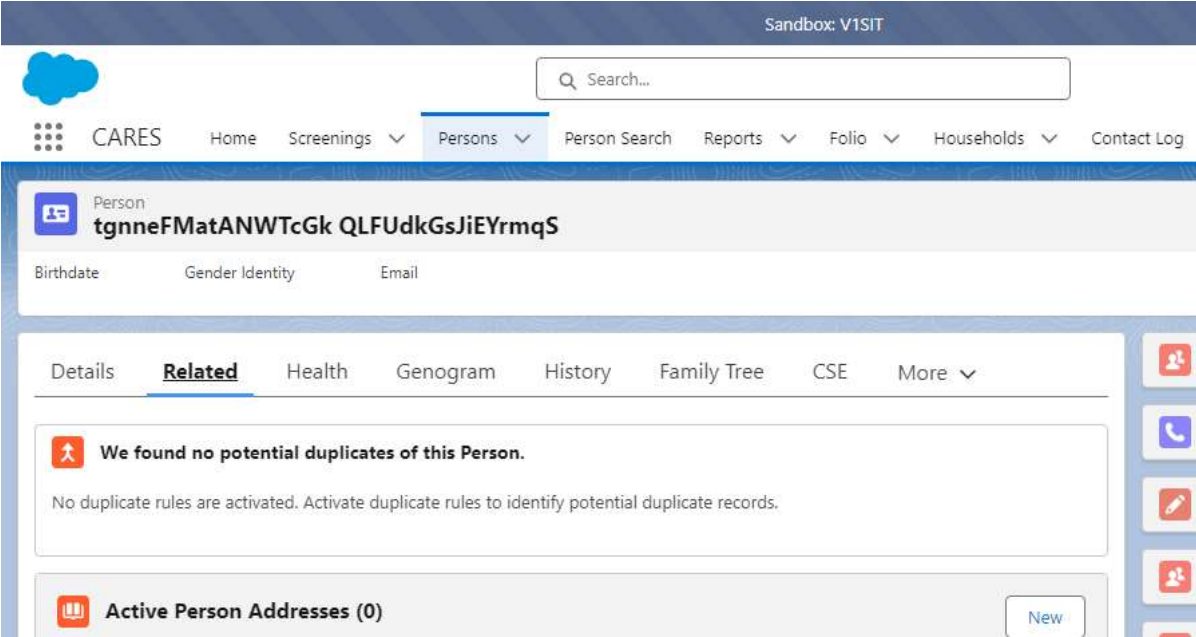 Sandbox: V1SIT
Search...
CARES Home Screenings Persons Person Search Reports Folio Households Contact Log
Person
tgnneFMatANWTcGk QLFUdkGsJiEYrmqS
Birthdate Gender Identity Email
Details Related Health Genogram History Family Tree CSE More
We found no potential duplicates of this Person.
No duplicate rules are activated. Activate duplicate rules to identify potential duplicate records.
Active Person Addresses (0) New